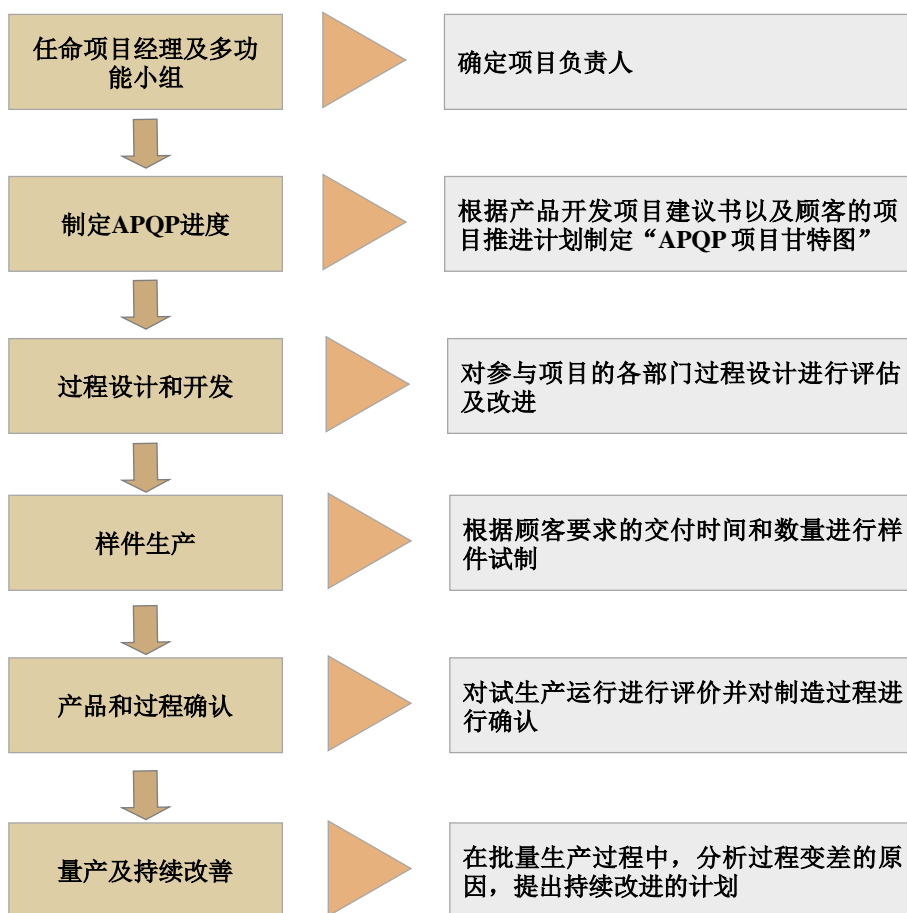 任命项目经理及多功
能小组
确定项目负责人
制定APQP进度
根据产品开发项目建议书以及顾客的项
目推进计划制定“APQP 项目甘特图”
过程设计和开发
对参与项目的各部门过程设计进行评估
及改进
样件生产
根据顾客要求的交付时间和数量进行样
件试制
产品和过程确认
对试生产运行进行评价并对制造过程进
行确认
量产及持续改善
在批量生产过程中，分析过程变差的原
因，提出持续改进的计划